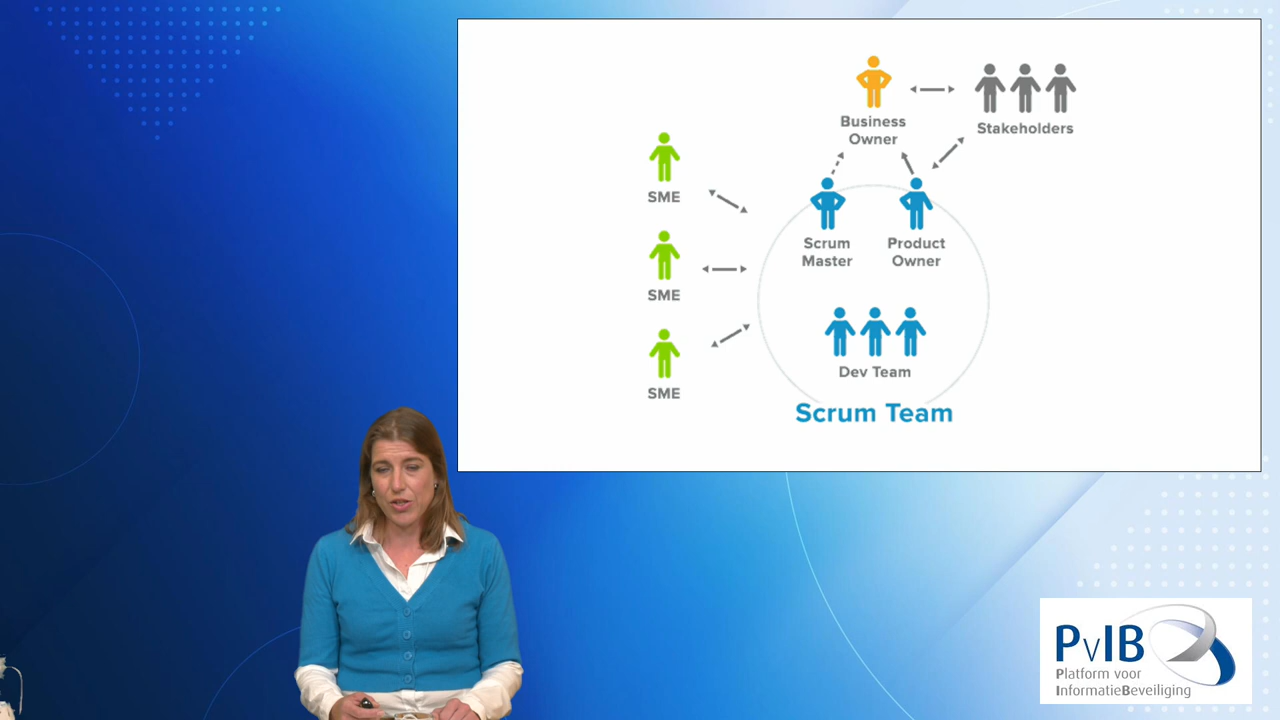 Business
Owner
Stakeholders
SME
Scrum
Master
Product
Owner
SME
Dev Team
SME
Scrum Team
PvIB
Platform voor
InformatieBeveiliging